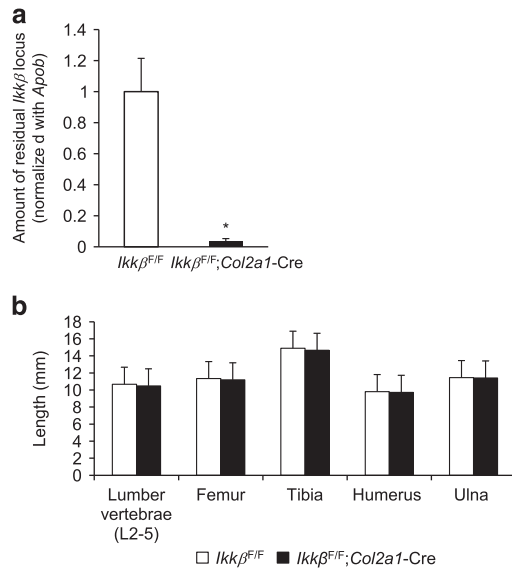 a
Amount of residual Ikkβ locus
(normalize d with Apob)
1.4
1.2
1
0.8
0.6
0.4
0.2
0
*
IkkβF/F IkkβF/F;Col2a1-Cre
b
Length (mm)
18
16
14
12
10
8
6
4
2
0
Lumber Femur Tibia Humerus Ulna
vertebrae
(L2-5)
IkkβF/F IkkβF/F;Col2a1-Cre